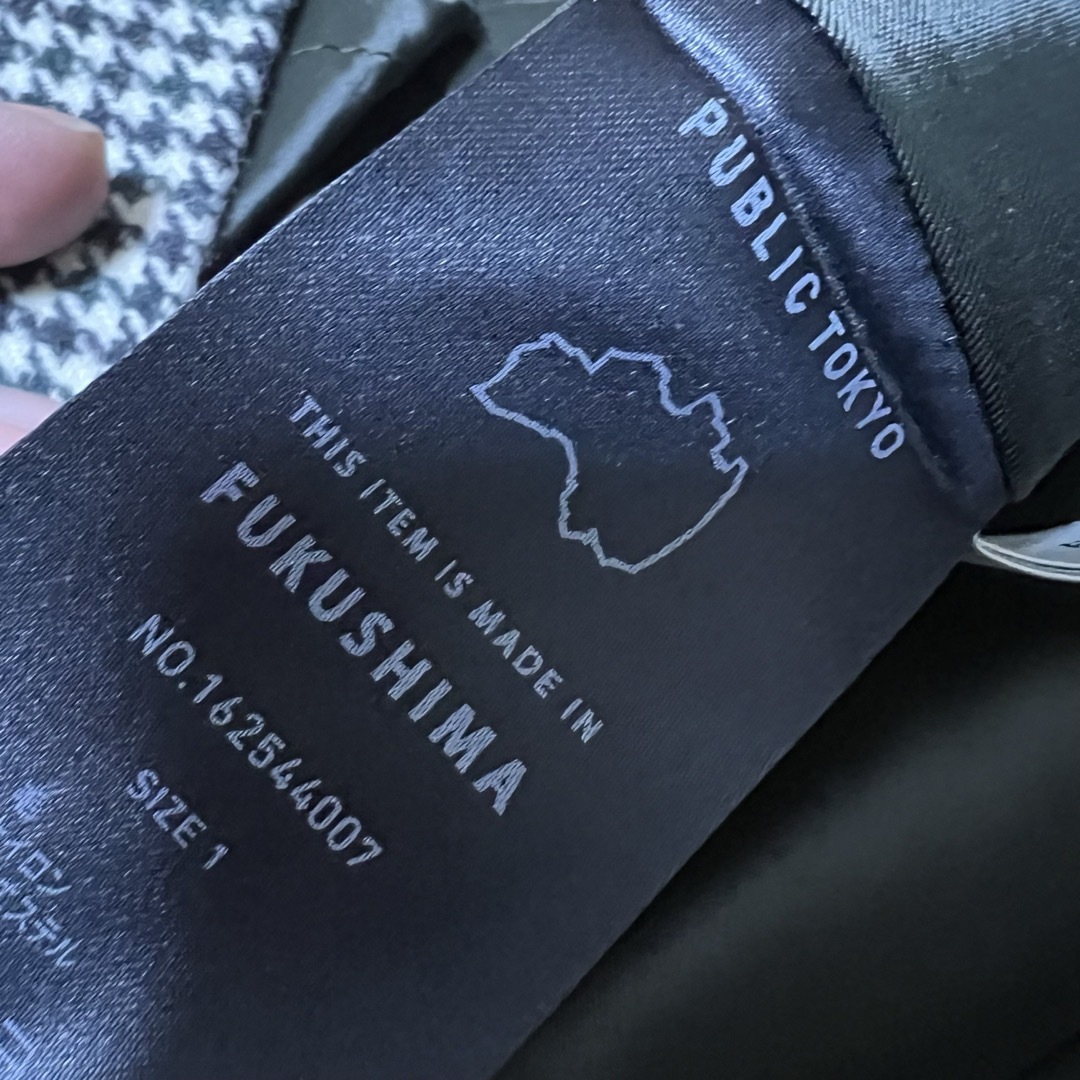 PUBLIC TOKYO
THIS ITEM IS MADE IN
FUKUSHIMA
NO.162544007
SIZE 1